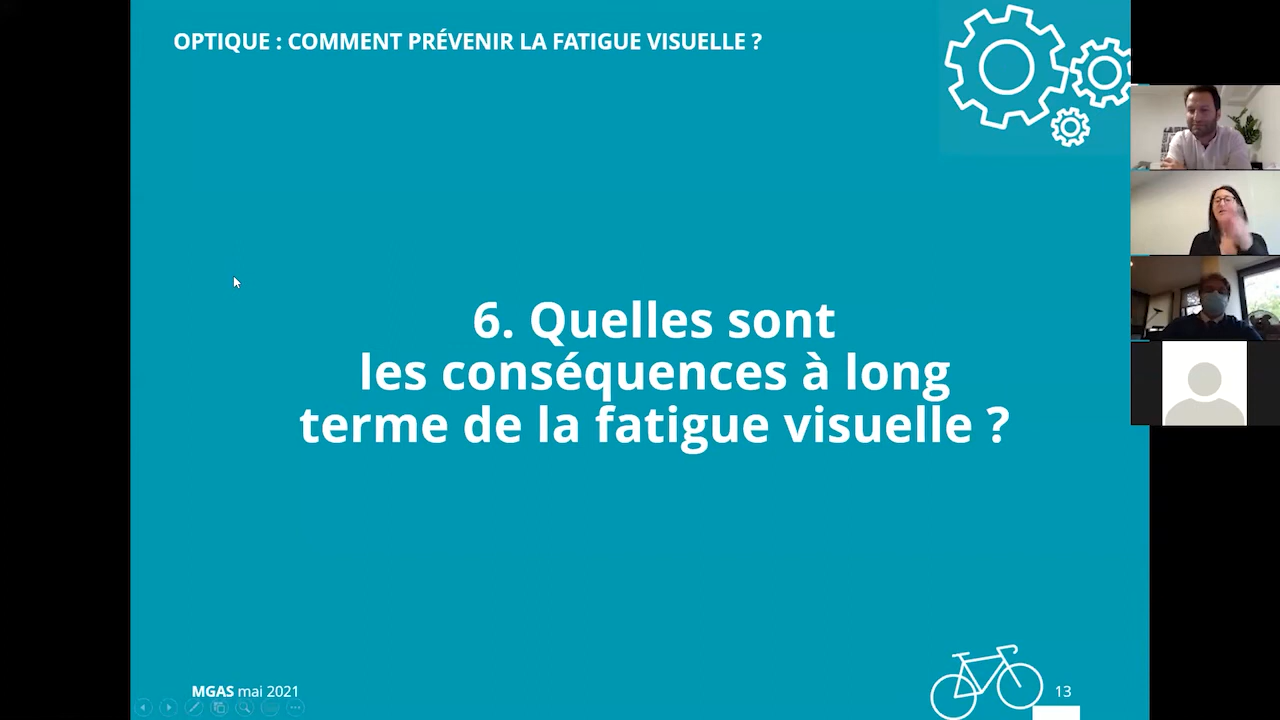 OPTIQUE : COMMENT PRÉVENIR LA FATIGUE VISUELLE ?
6. Quelles sont
les conséquences à long
terme de la fatigue visuelle ?
MGAS mai 2021
13